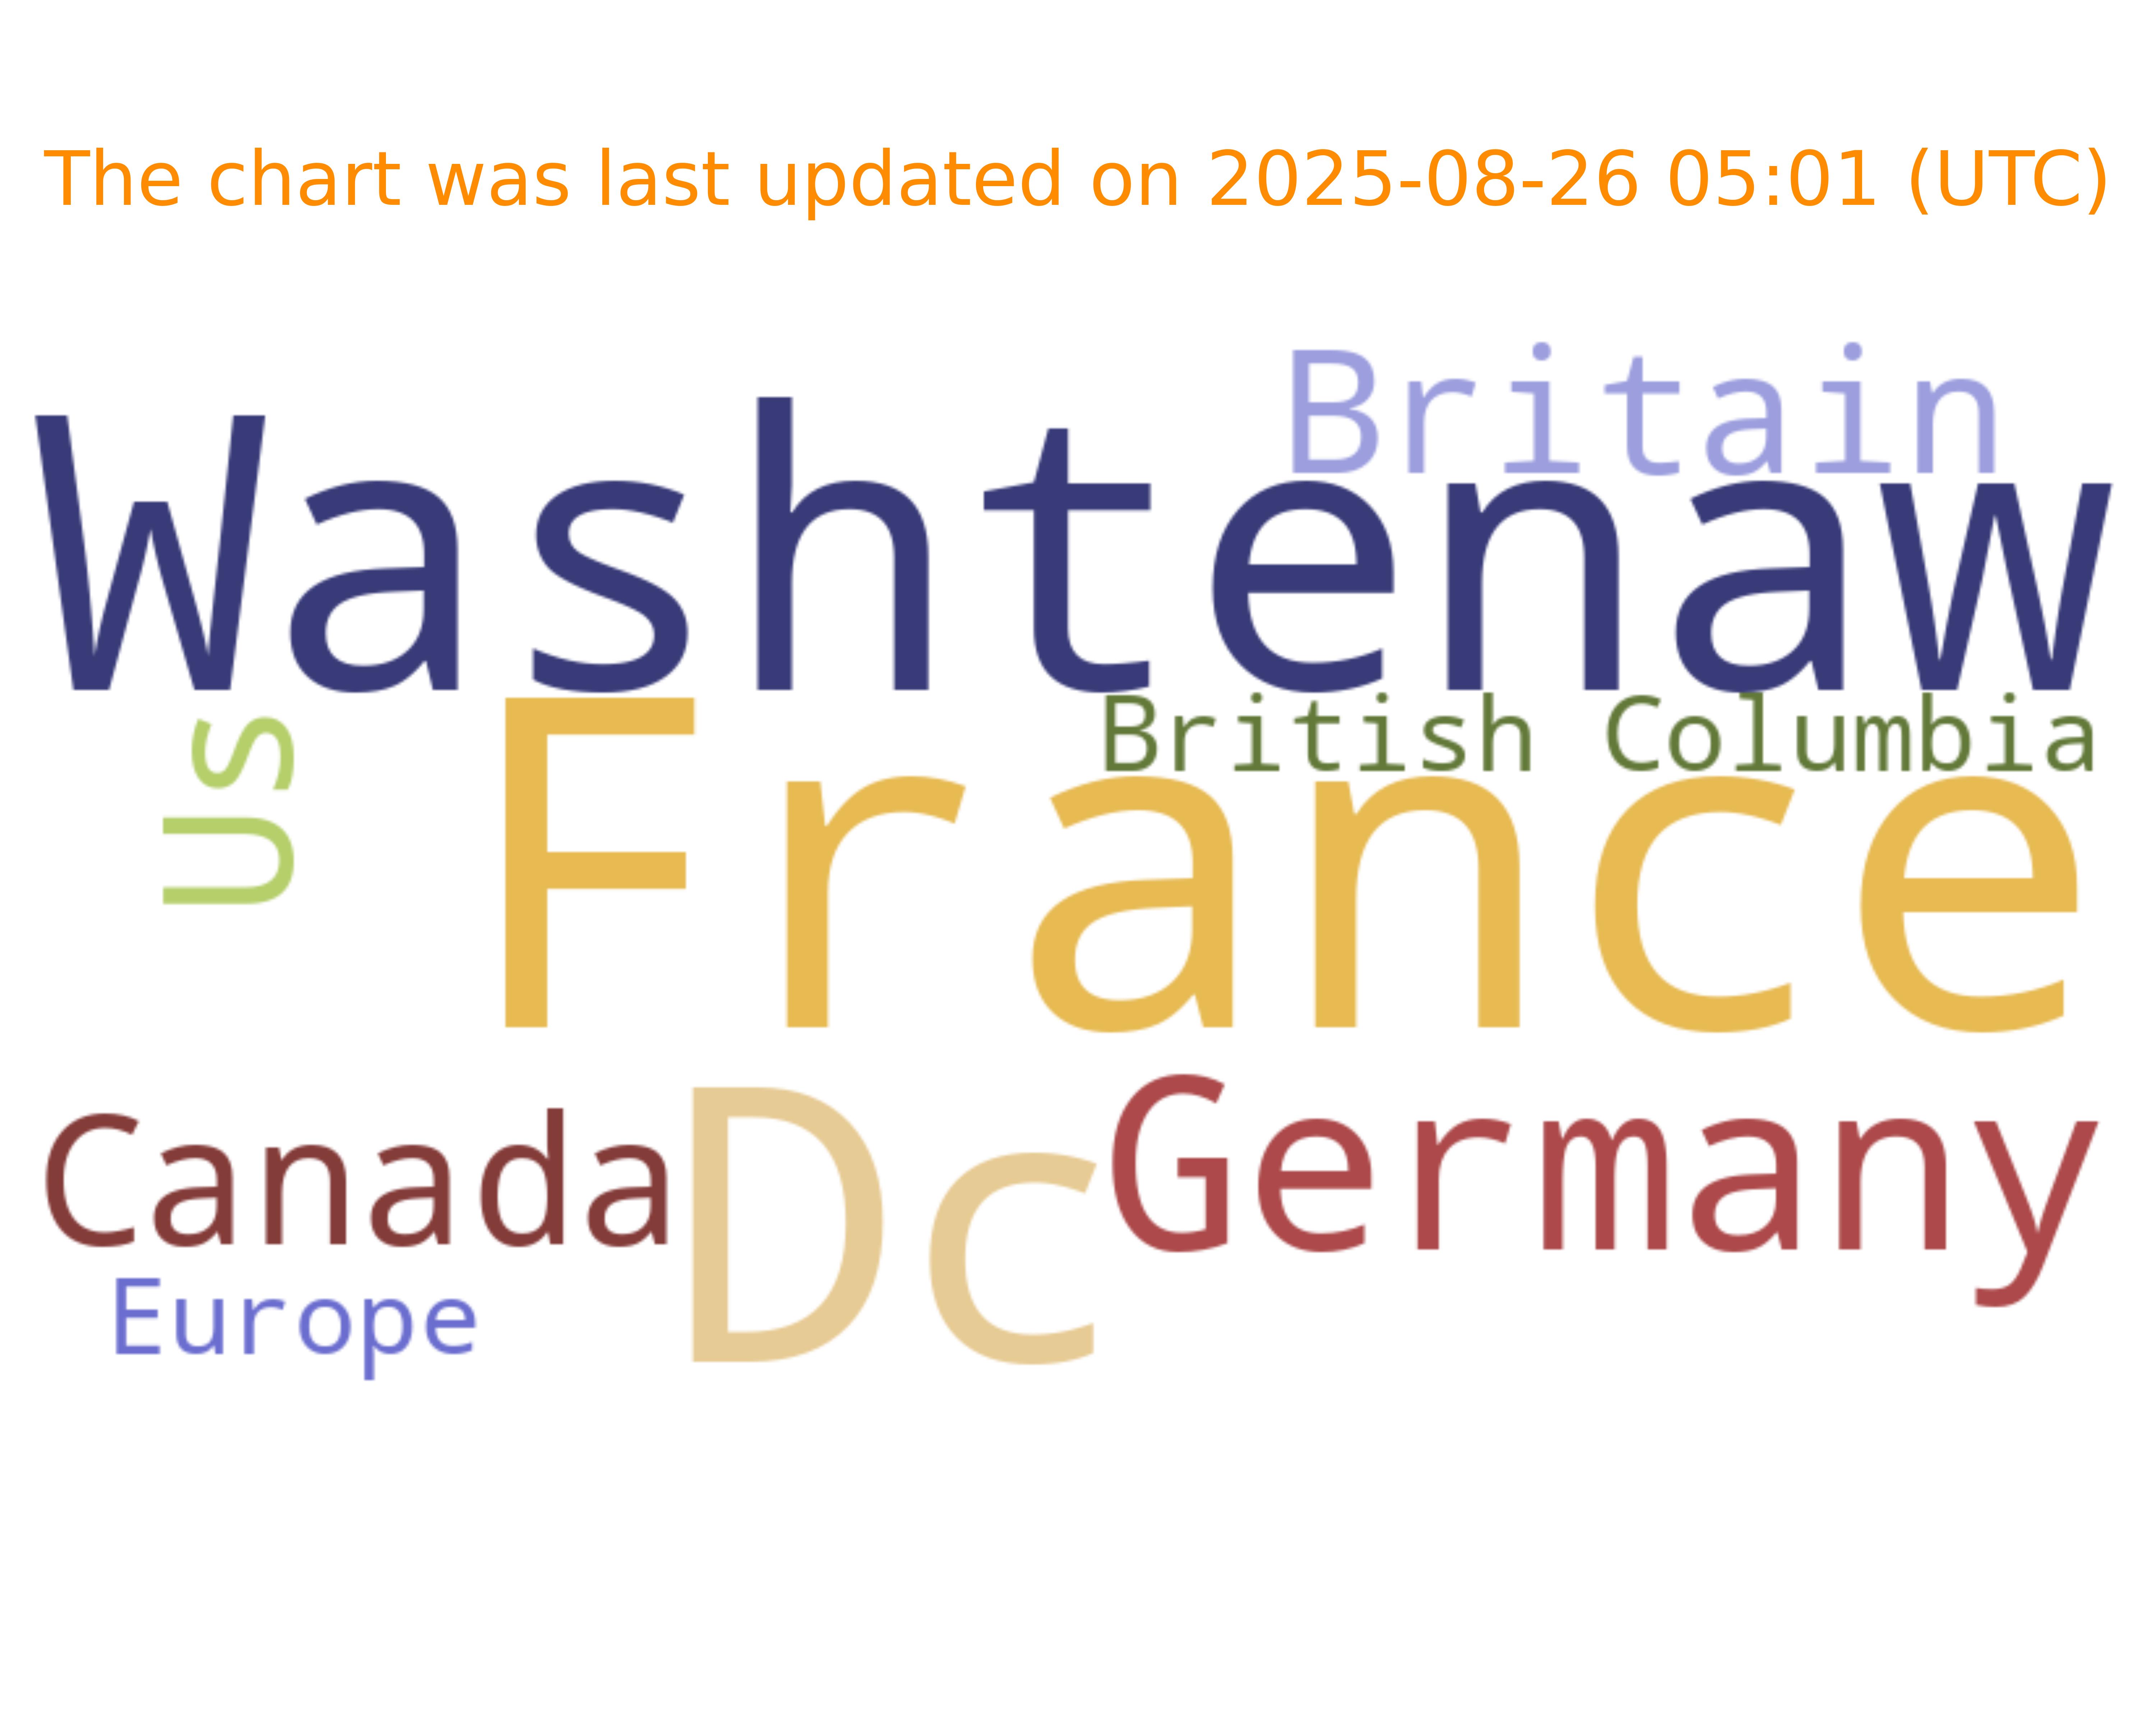 The chart was last updated on 2025-08-26 05:01 (UTC)
Britain
Washtenaw
us
British Columbia
France
Canada
Dc
Germany
Europe